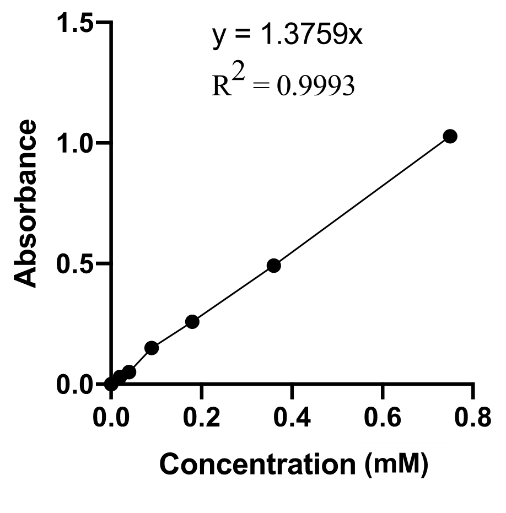 y = 1.3759x
R² = 0.9993
1.5
1.0
0.5
0.0
Absorbance
0.0 0.2 0.4 0.6 0.8
Concentration (mM)